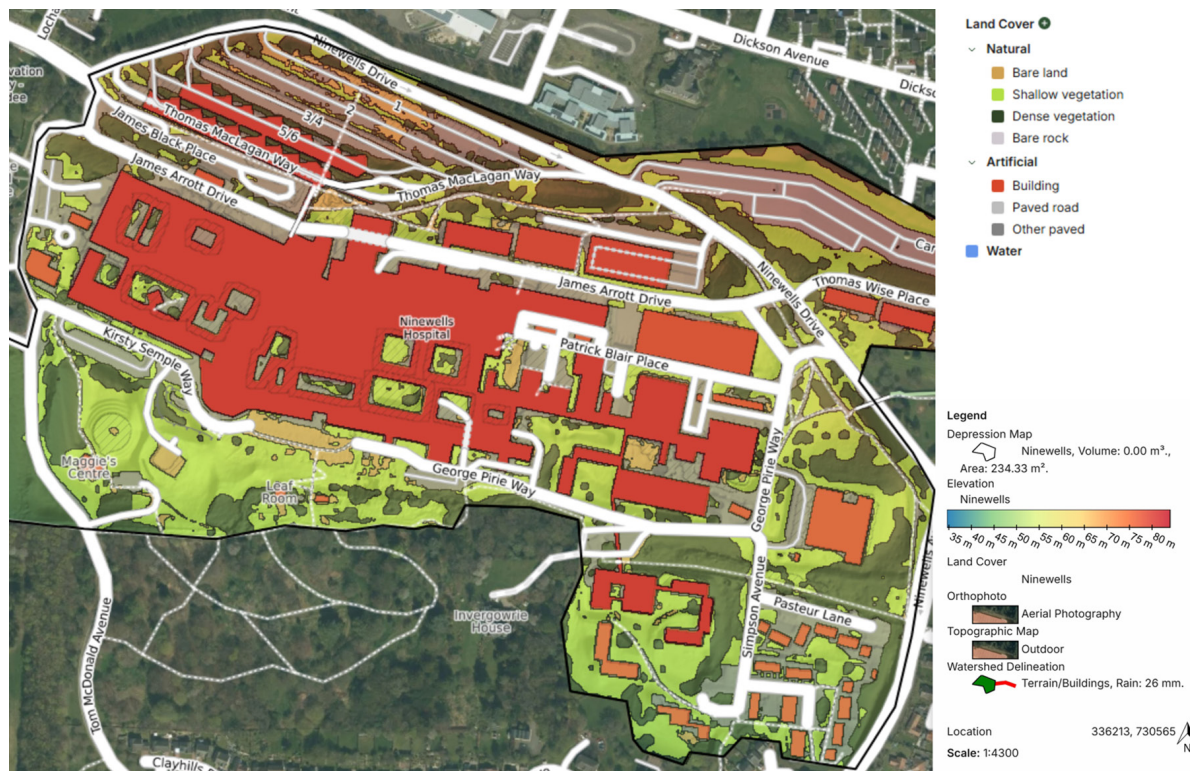 Ninewells Drive
Dickson Avenue
Dicks
Locha
vation
y -
dee
1
2
3/4
5/6
Thomas MacLagan Way
James Black Place
James Arrott Drive
Thomas MacLagan Way
Car
Ninewells Drive
Thomas Wise Place
James Arrott Drive
Ninewells
Hospital
Patrick Blair Place
Kirsty Semple Way
Maggie's
Centre
Leaf
Room
George Pirie Way
George Pirie Way
Simpson Avenue
Pasteur Lane
Invergowrie
House
Tom McDonald Avenue
Clayhills
Ninewells
Land Cover
Natural
Bare land
Shallow vegetation
Dense vegetation
Bare rock
Artificial
Building
Paved road
Other paved
Water
Legend
Depression Map
Ninewells, Volume: 0.00 m³.,
Area: 234.33 m².
Elevation
Ninewells
35 m 40 m 45 m 50 m 55 m 60 m 65 m 70 m 75 m 80 m
Land Cover
Ninewells
Orthophoto
Aerial Photography
Topographic Map
Outdoor
Watershed Delineation
Terrain/Buildings, Rain: 26 mm.
Location 336213, 730565
N
Scale: 1:4300